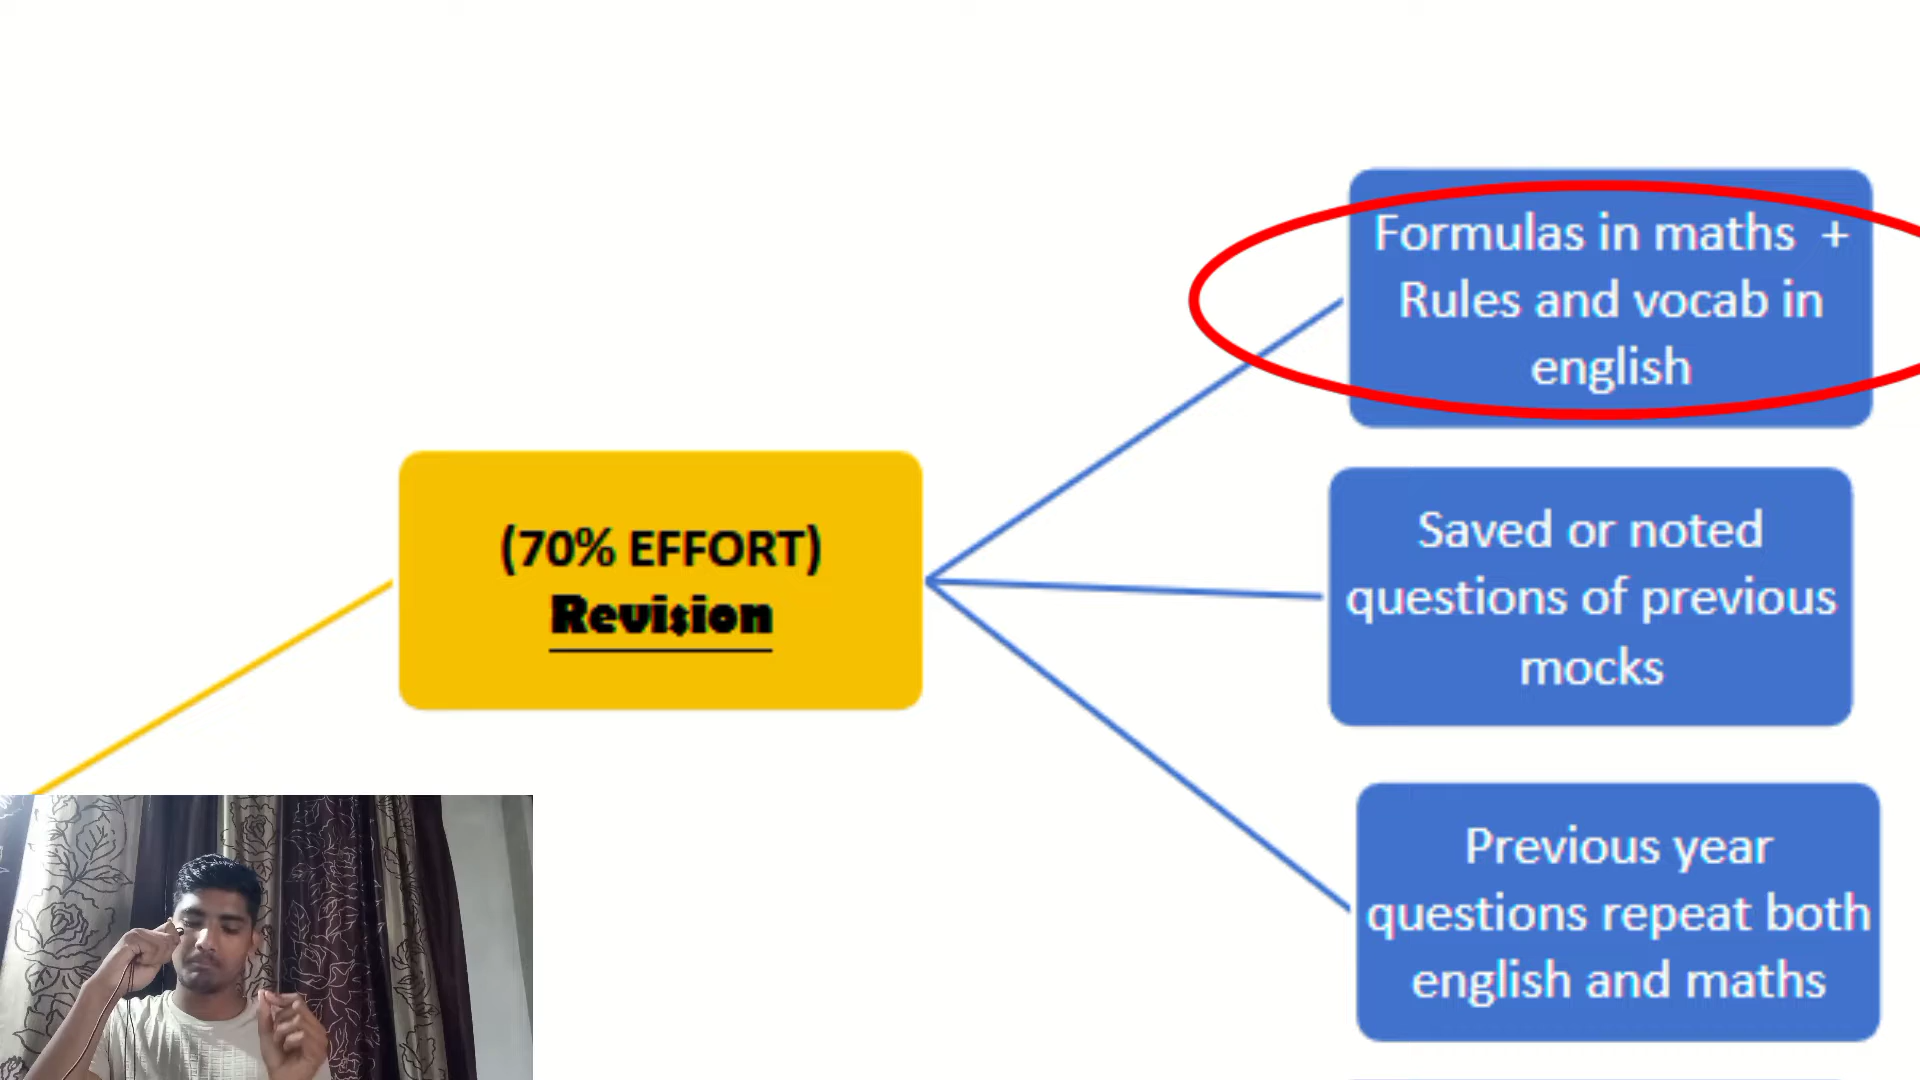 (70% EFFORT)
Revision
Formulas in maths +
Rules and vocab in
english
Saved or noted
questions of previous
mocks
Previous year
questions repeat both
english and maths